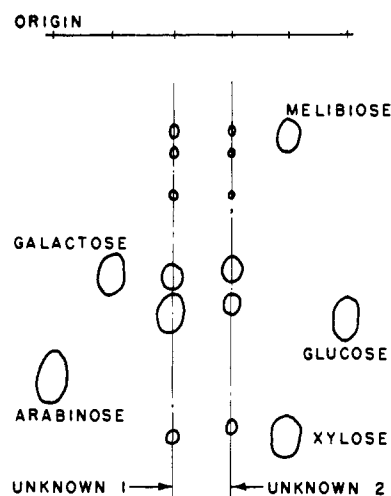 ORIGIN
MELIBIOSE
GALACTOSE
GLUCOSE
ARABINOSE
XYLOSE
UNKNOWN 1
UNKNOWN 2